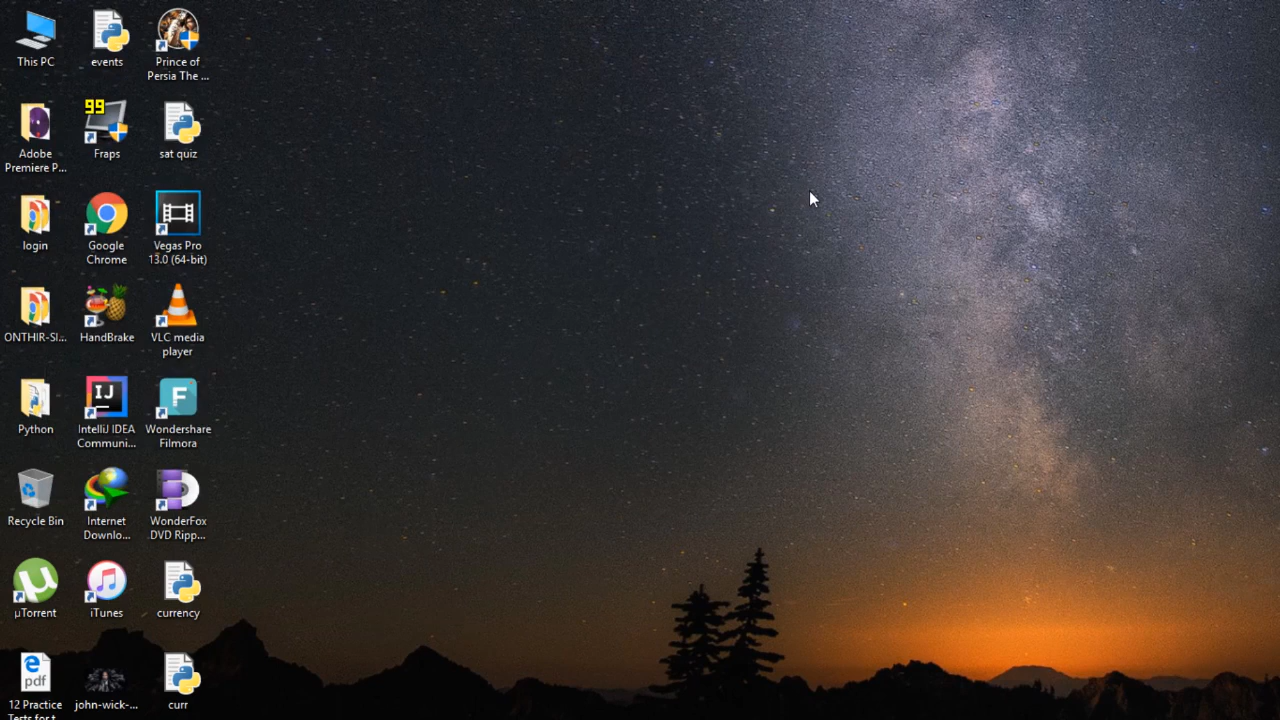 This PC
events
Prince of
Persia The ...
Adobe
Premiere P...
99
Fraps
sat quiz
login
Google
Chrome
Vegas Pro
13.0 (64-bit)
ONTHIR-SI...
HandBrake
VLC media
player
Python
IJ
IntelliJ IDEA
Communi...
F
Wondershare
Filmora
Recycle Bin
Internet
Downlo...
WonderFox
DVD Ripp...
µ
µTorrent
iTunes
currency
e
pdf
12 Practice
Tests for t...
john-wick-...
curr